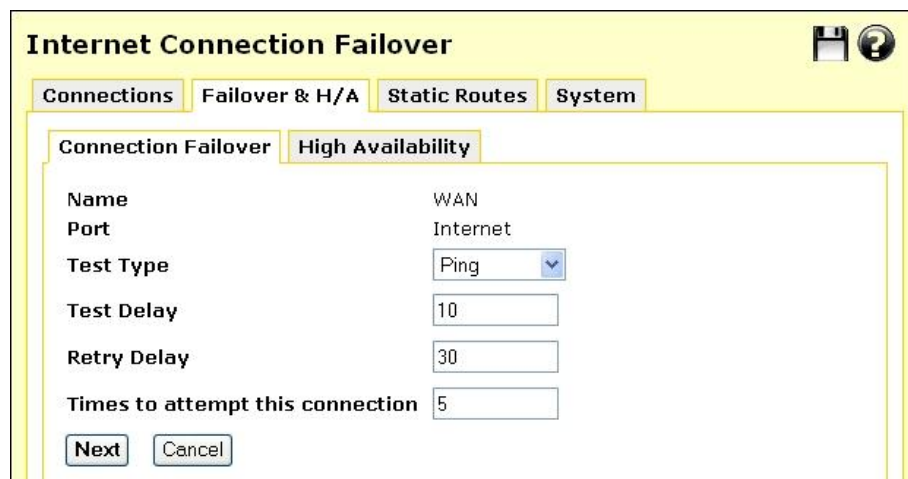 Internet Connection Failover
Connections Failover & H/A Static Routes System
Connection Failover High Availability
Name WAN
Port Internet
Test Type Ping
Test Delay 10
Retry Delay 30
Times to attempt this connection 5
Next Cancel